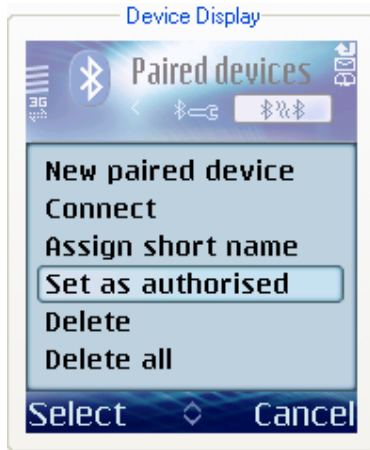 Device Display
Paired devices
3G
New paired device
Connect
Assign short name
Set as authorised
Delete
Delete all
Select Cancel